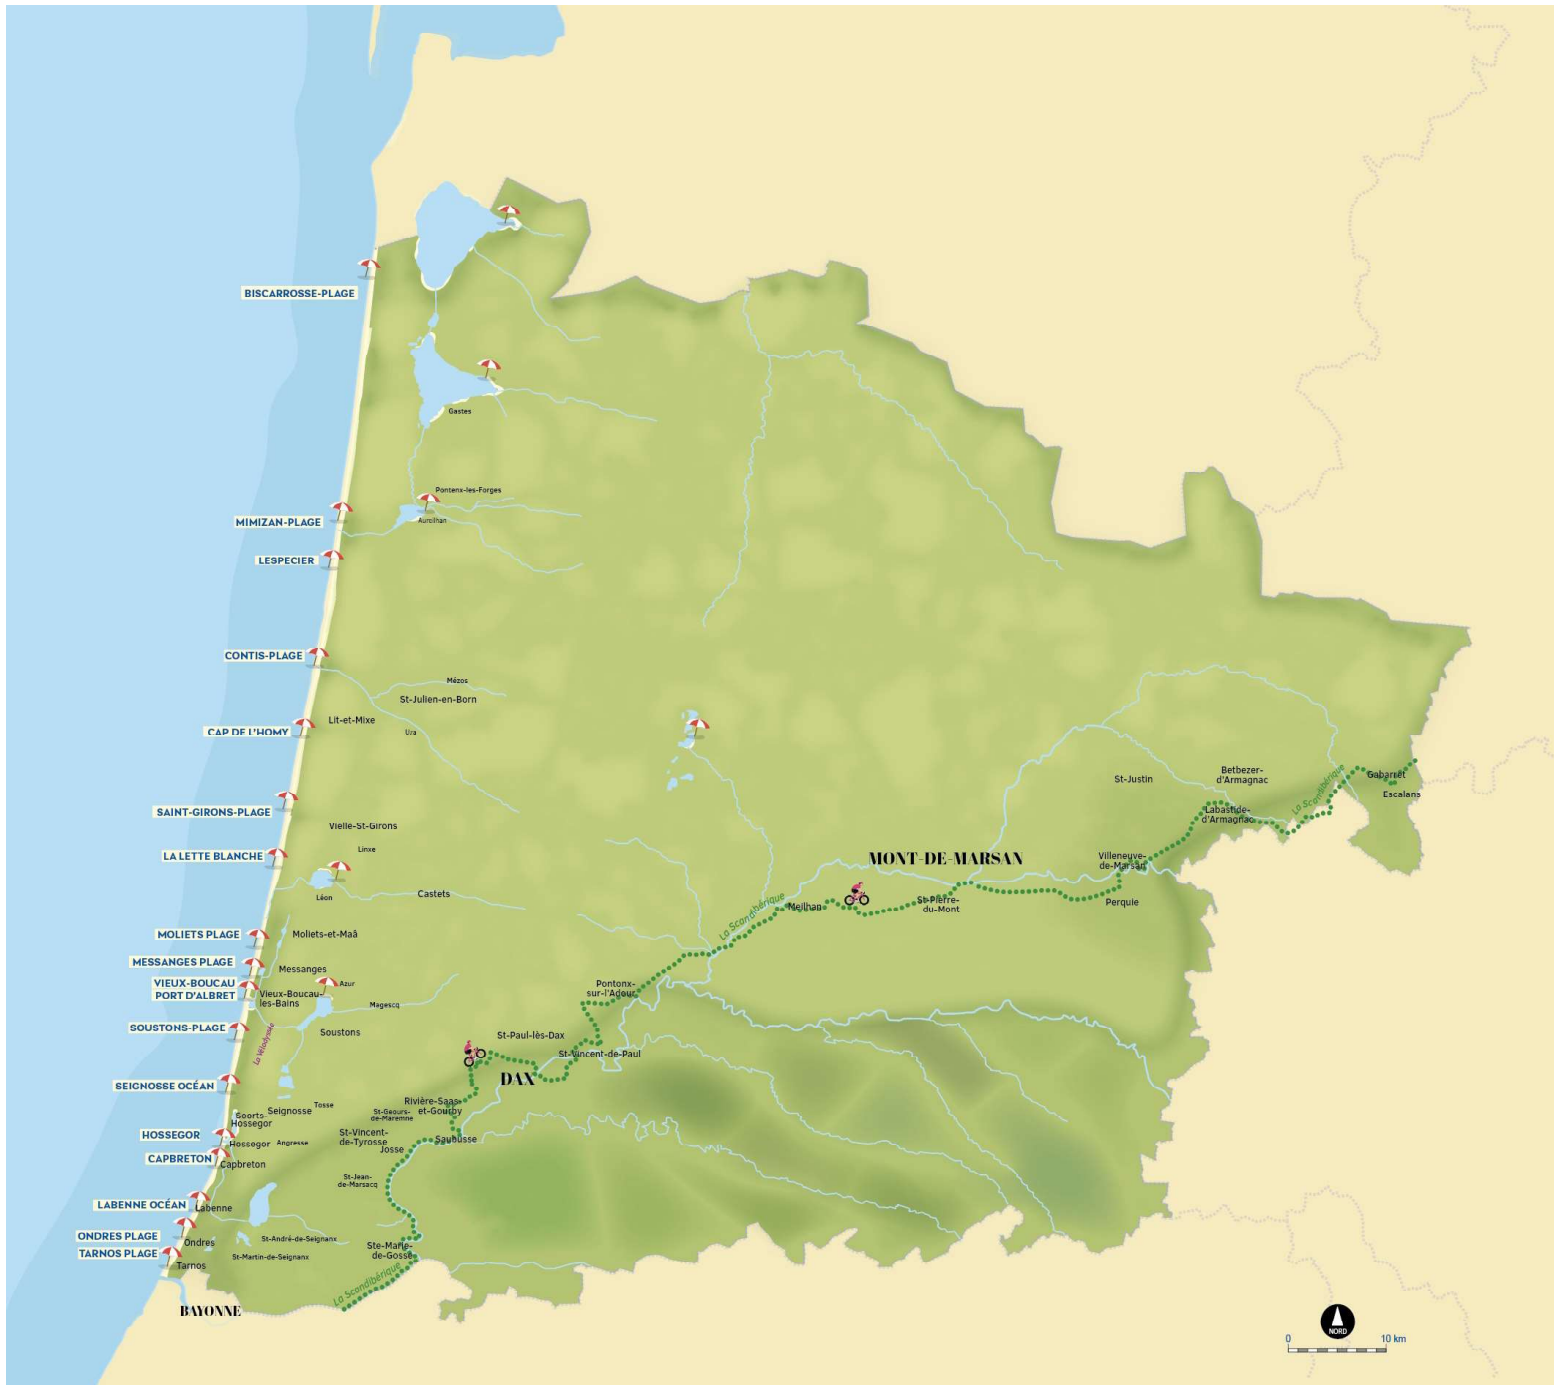 BISCARROSSE-PLAGE
Gastes
Pontenx-les-Forges
MIMIZAN-PLAGE
Aureilhan
LESPECIER
CONTIS-PLAGE
Mézos
St-Julien-en-Born
Lit-et-Mixe
CAP DE L'HOMY
Uza
St-Justin
Betbezer-
d'Armagnac
La Scandibérique
Gabarret
Escalans
SAINT-GIRONS-PLAGE
Vielle-St-Girons
Labastide-
d'Armagnac
Linxe
LA LETTE BLANCHE
MONT-DE-MARSAN
Villeneuve-
de-Marsan
Léon
Castets
La Scandibérique
Meilhan
St-Pierre-
du-Mont
Perquie
MOLIETS PLAGE
Moliets-et-Maâ
MESSANGES PLAGE
Messanges
VIEUX-BOUCAU
PORT D'ALBRET
Vieux-Boucau-
les-Bains
Azur
Magescq
Pontonx-
sur-l'Adour
SOUSTONS-PLAGE
La Vélodyssée
Soustons
St-Paul-lès-Dax
St-Vincent-de-Paul
DAX
SEIGNOSSE OCÉAN
Seignosse
Tosse
St-Geours-
de-Maremne
Rivière-Saas-
et-Gourby
Soorts-
Hossegor
HOSSEGOR
Hossegor
Angresse
St-Vincent-
de-Tyrosse
Josse
Saubusse
CAPBRETON
Capbreton
St-Jean-
de-Marsacq
LABENNE OCÉAN
Labenne
ONDRES PLAGE
Ondres
St-André-de-Seignanx
Ste-Marie-
de-Gosse
TARNOS PLAGE
Tarnos
St-Martin-de-Seignanx
La Scandibérique
BAYONNE
NORD
0 10 km